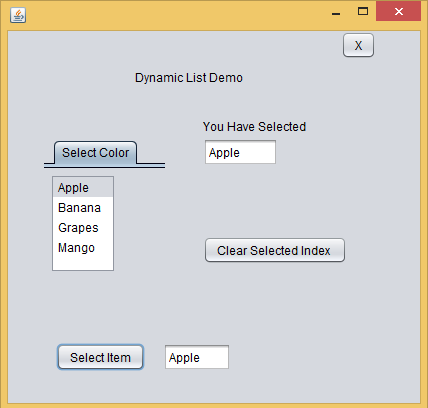 X
Dynamic List Demo
You Have Selected
Select Color
Apple
Apple
Banana
Grapes
Mango
Clear Selected Index
Select Item
Apple